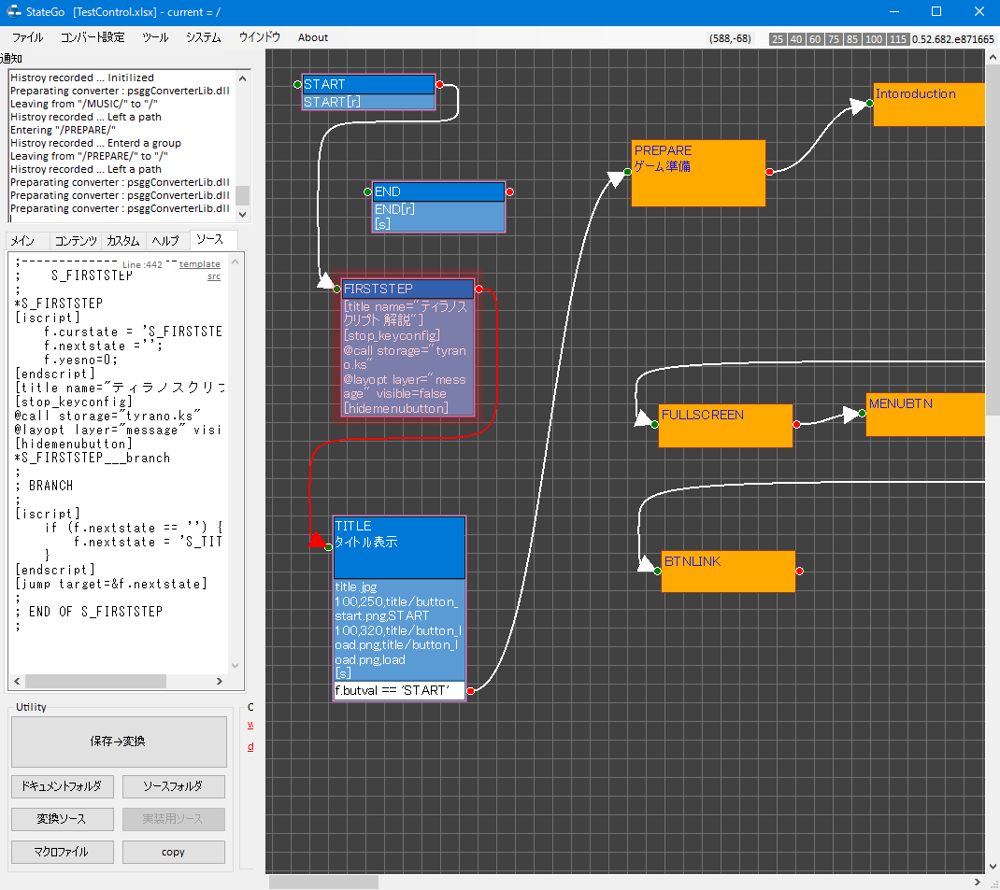 StateGo [TestControl.xlsx] - current = /
ファイル コンバート設定 ツール システム ウインドウ About
(588,-68) 25 40 60 75 85 100 115 0.52.682.e871665
通知
Histroy recorded ... Initilized
Preparating converter : psggConverterLib.dll
Leaving from "/MUSIC/" to "/"
Histroy recorded ... Left a path
Entering "/PREPARE/"
Histroy recorded ... Enterd a group
Leaving from "/PREPARE/" to "/"
Histroy recorded ... Left a path
Preparating converter : psggConverterLib.dll
Preparating converter : psggConverterLib.dll
Preparating converter : psggConverterLib.dll
メイン コンテンツ カスタム ヘルプ ソース
Line :442 template
src
; S_FIRSTSTEP
;
*S_FIRSTSTEP
[iscript]
f.curstate = 'S_FIRSTSTE
f.nextstate ='';
f.yesno=0;
[endscript]
[title name="ティラノスクリフ
[stop_keyconfig]
@call storage="tyrano.ks"
@layopt layer="message" visi
[hidemenubutton]
*S_FIRSTSTEP___branch
;
; BRANCH
;
[iscript]
if (f.nextstate == '') {
f.nextstate = 'S_TIT
}
[endscript]
[jump target=&f.nextstate]
;
; END OF S_FIRSTSTEP
;
Utility
保存→変換
ドキュメントフォルダ ソースフォルダ
変換ソース 実装用ソース
マクロファイル copy
START
START[r]
END
END[r]
[s]
FIRSTSTEP
[title name="ティラノス
クリプト 解説"]
[stop_keyconfig]
@call storage="tyran
o.ks"
@layopt layer="mess
age" visible=false
[hidemenubutton]
TITLE
タイトル表示
title.jpg
100,250,title/button_
start.png,START
100,320,title/button_l
oad.png,title/button_l
oad.png,load
[s]
f.butval == 'START'
PREPARE
ゲーム準備
Intoroduction
FULLSCREEN
MENUBTN
BTNLINK